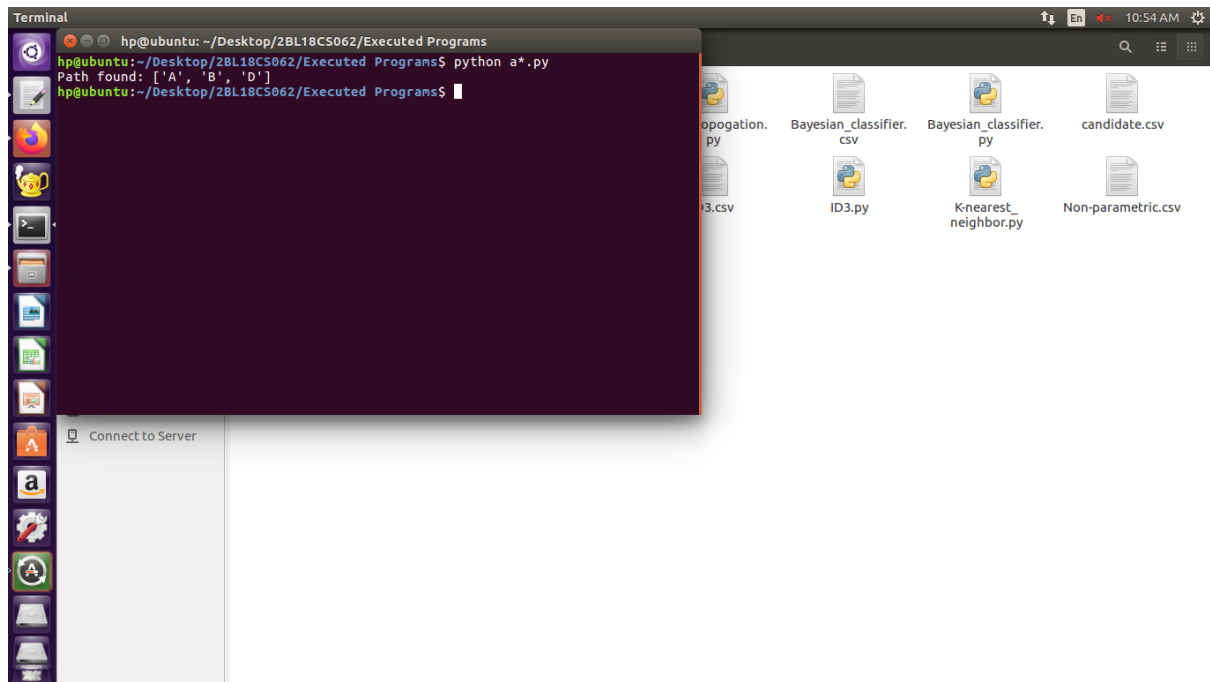 Terminal
En
10:54 AM
hp@ubuntu: ~/Desktop/2BL18CS062/Executed Programs
hp@ubuntu:~/Desktop/2BL18CS062/Executed Programs$ python a*.py
Path found: ['A', 'B', 'D']
hp@ubuntu:~/Desktop/2BL18CS062/Executed Programs$
opogation.
py
Bayesian_classifier.
csv
Bayesian_classifier.
py
candidate.csv
3.csv
ID3.py
K-nearest_
neighbor.py
Non-parametric.csv
Connect to Server